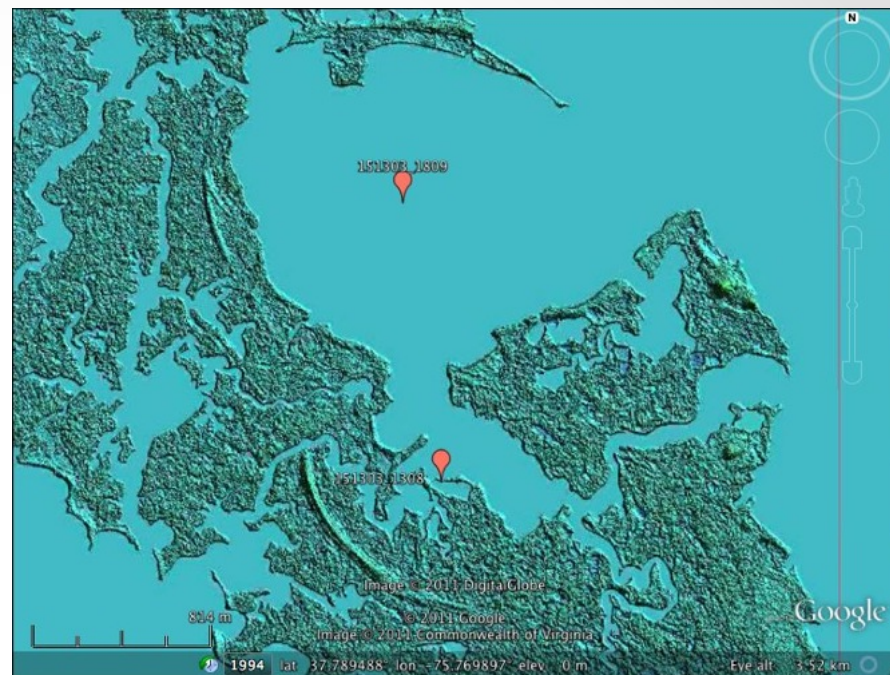 N
151303_1809
151303_1308
Image © 2011 DigitalGlobe
814 m
© 2011 Google
Image © 2011 Commonwealth of Virginia
Google
1994 lat 37.789488 lon -75.769897 elev 0 m Eye alt 3.52 km